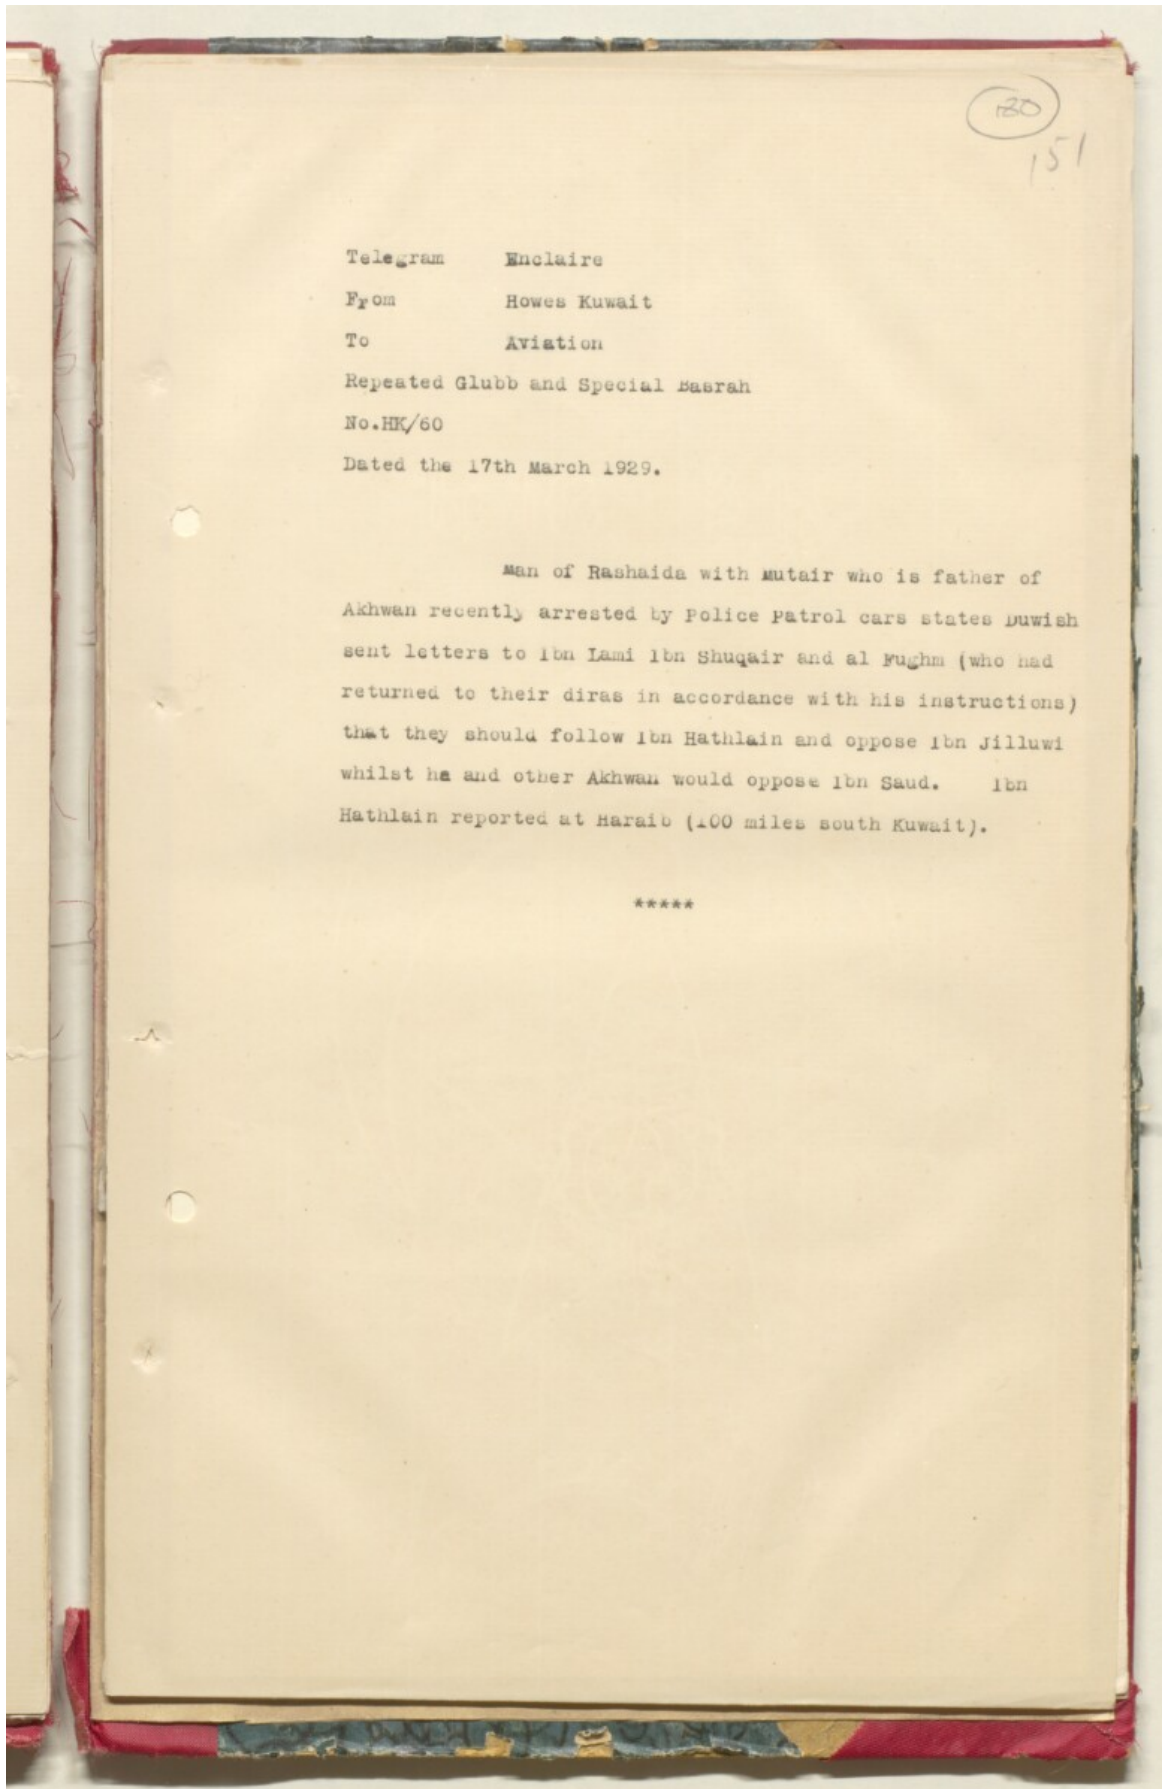 180
151
Telegram Enclaire
From Howes Kuwait
To Aviation
Repeated Glubb and Special Basrah
No.HK/60
Dated the 17th March 1929.
Man of Rashaida with Mutair who is father of
Akhwan recently arrested by Police Patrol cars states Duwish
sent letters to Ibn Lami Ibn Shuqair and al Fughm (who had
returned to their diras in accordance with his instructions)
that they should follow Ibn Hathlain and oppose Ibn Jilluwi
whilst he and other Akhwan would oppose Ibn Saud. Ibn
Hathlain reported at Haraib (100 miles south Kuwait).
*****